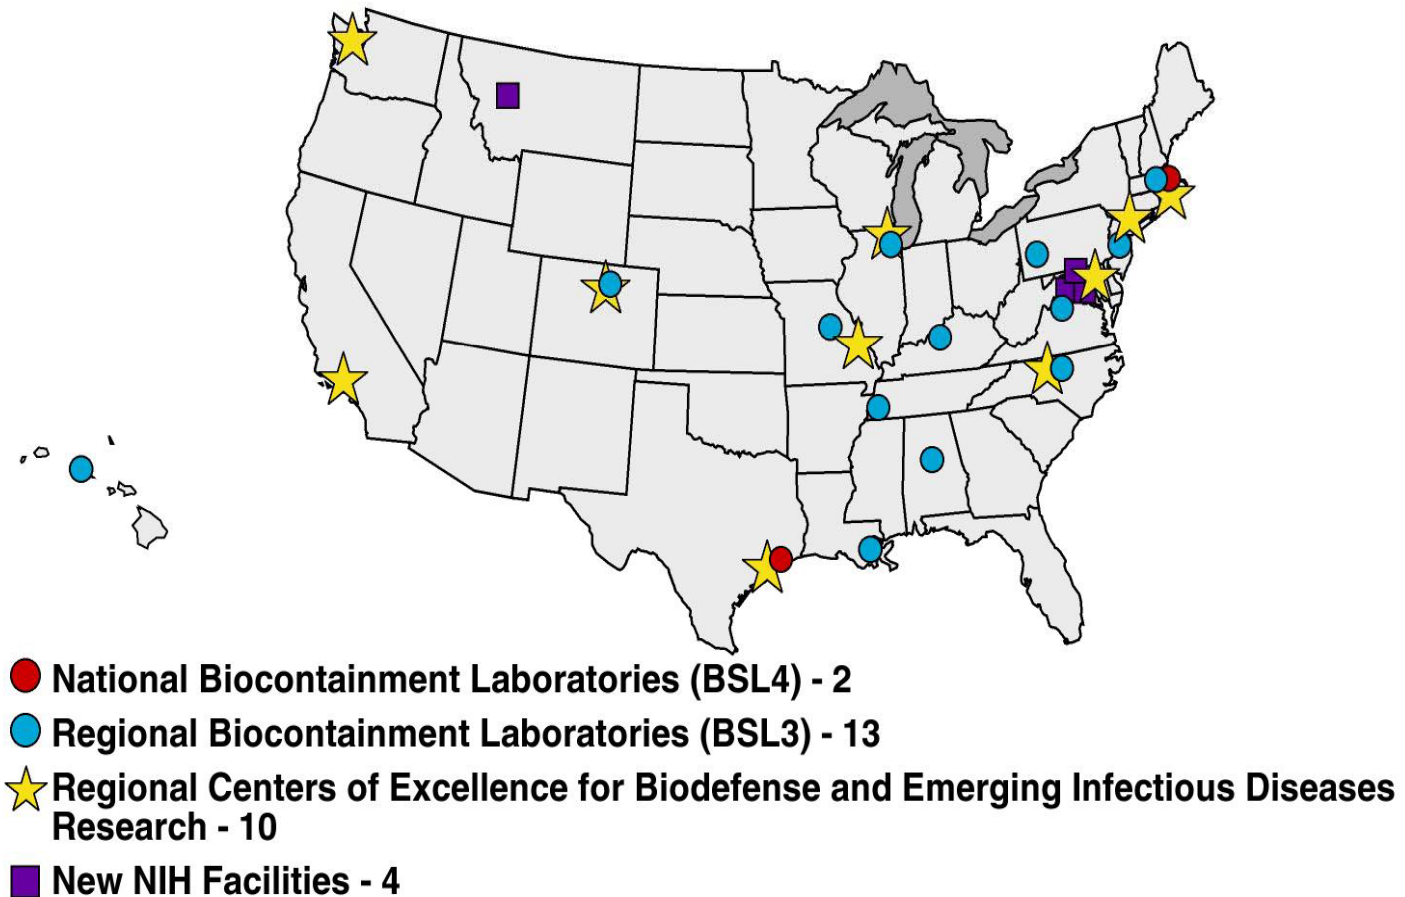 National Biocontainment Laboratories (BSL4) - 2
Regional Biocontainment Laboratories (BSL3) - 13
Regional Centers of Excellence for Biodefense and Emerging Infectious Diseases
Research - 10
New NIH Facilities - 4